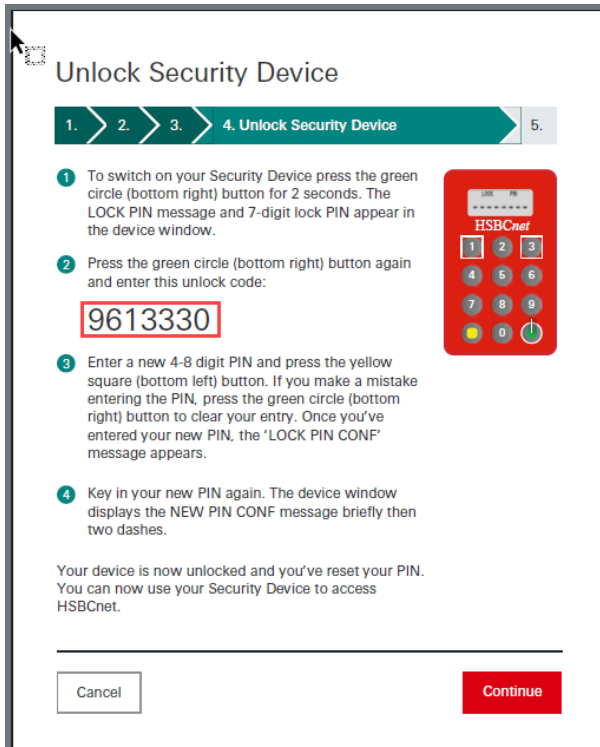 Unlock Security Device
1. 2. 3. 4. Unlock Security Device 5.
1 To switch on your Security Device press the green
circle (bottom right) button for 2 seconds. The
LOCK PIN message and 7-digit lock PIN appear in
the device window.
2 Press the green circle (bottom right) button again
and enter this unlock code:
9613330
3 Enter a new 4-8 digit PIN and press the yellow
square (bottom left) button. If you make a mistake
entering the PIN, press the green circle (bottom
right) button to clear your entry. Once you've
entered your new PIN, the 'LOCK PIN CONF'
message appears.
4 Key in your new PIN again. The device window
displays the NEW PIN CONF message briefly then
two dashes.
Your device is now unlocked and you've reset your PIN.
You can now use your Security Device to access
HSBCnet.
LOCK PIN
-------
HSBCnet
1 2 3
4 5 6
7 8 9
0
Cancel Continue